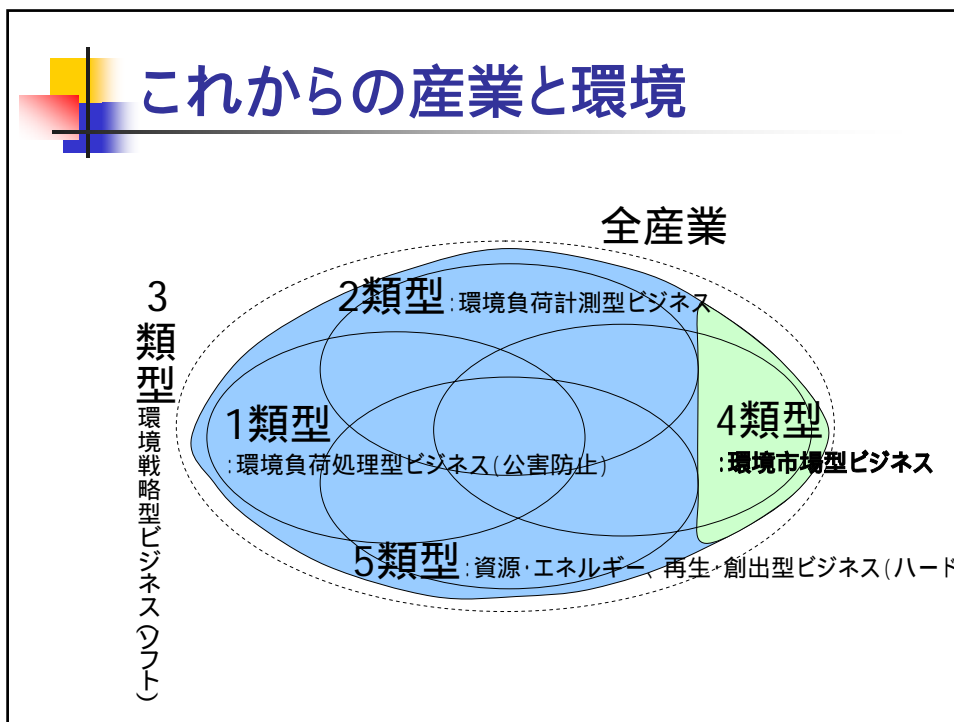 これからの産業と環境
全産業
3類型
環境戦略型ビジネス(ソフト)
2類型:環境負荷計測型ビジネス
1類型
:環境負荷処理型ビジネス(公害防止)
4類型
:環境市場型ビジネス
5類型:資源・エネルギー、再生・創出型ビジネス(ハード